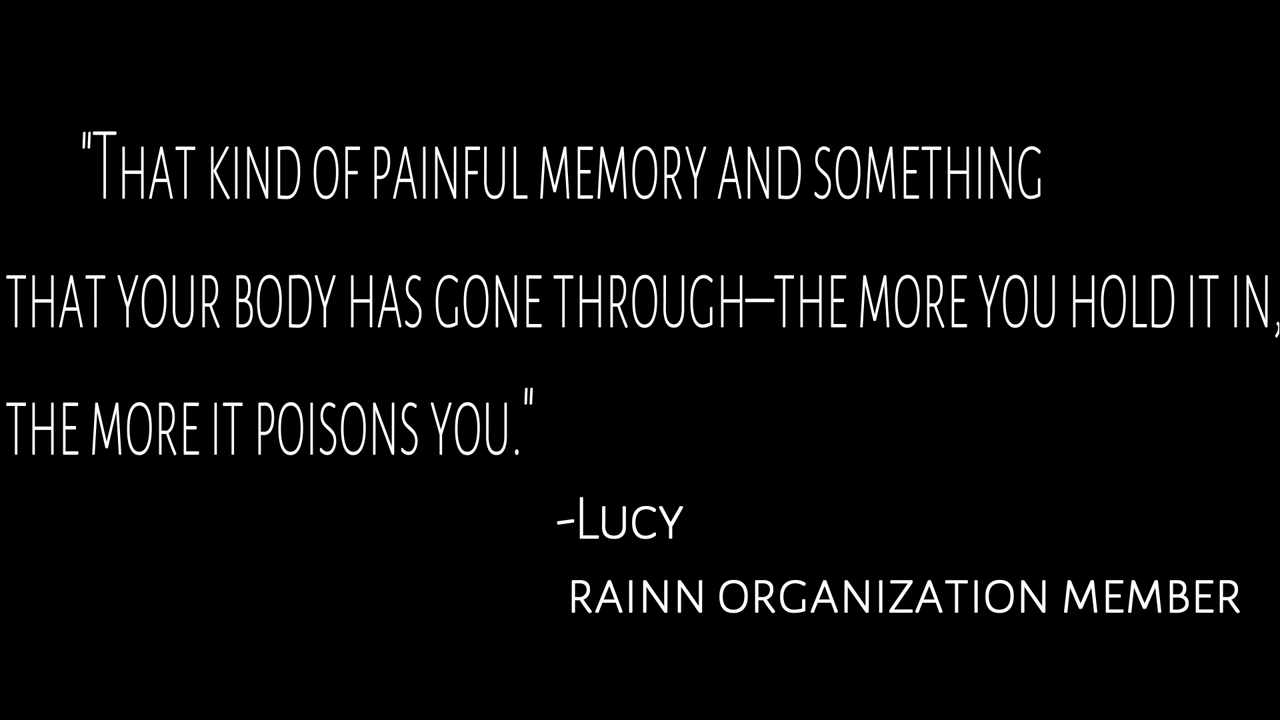 "That kind of painful memory and something
that your body has gone through—the more you hold it in,
the more it poisons you."
-Lucy
rainn organization member